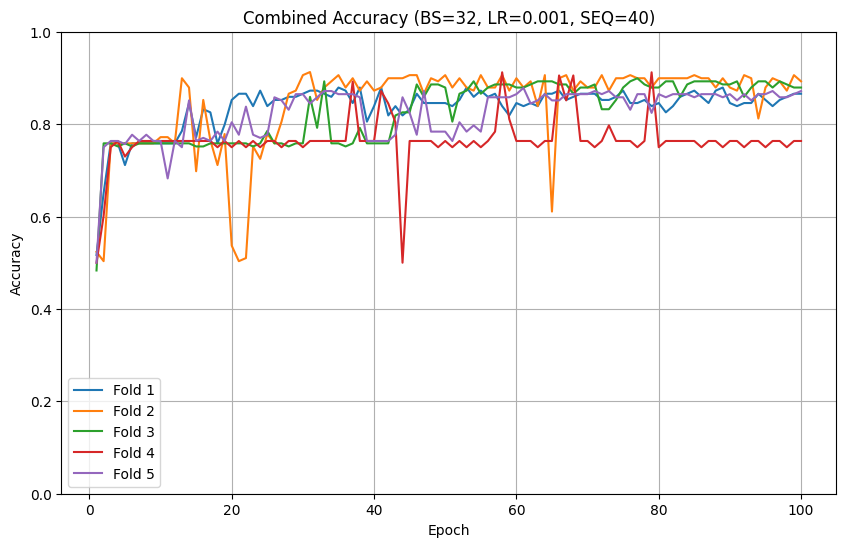 Combined Accuracy (BS=32, LR=0.001, SEQ=40)
Accuracy
1.0
0.8
0.6
0.4
0.2
0.0
Fold 1
Fold 2
Fold 3
Fold 4
Fold 5
0 20 40 60 80 100
Epoch